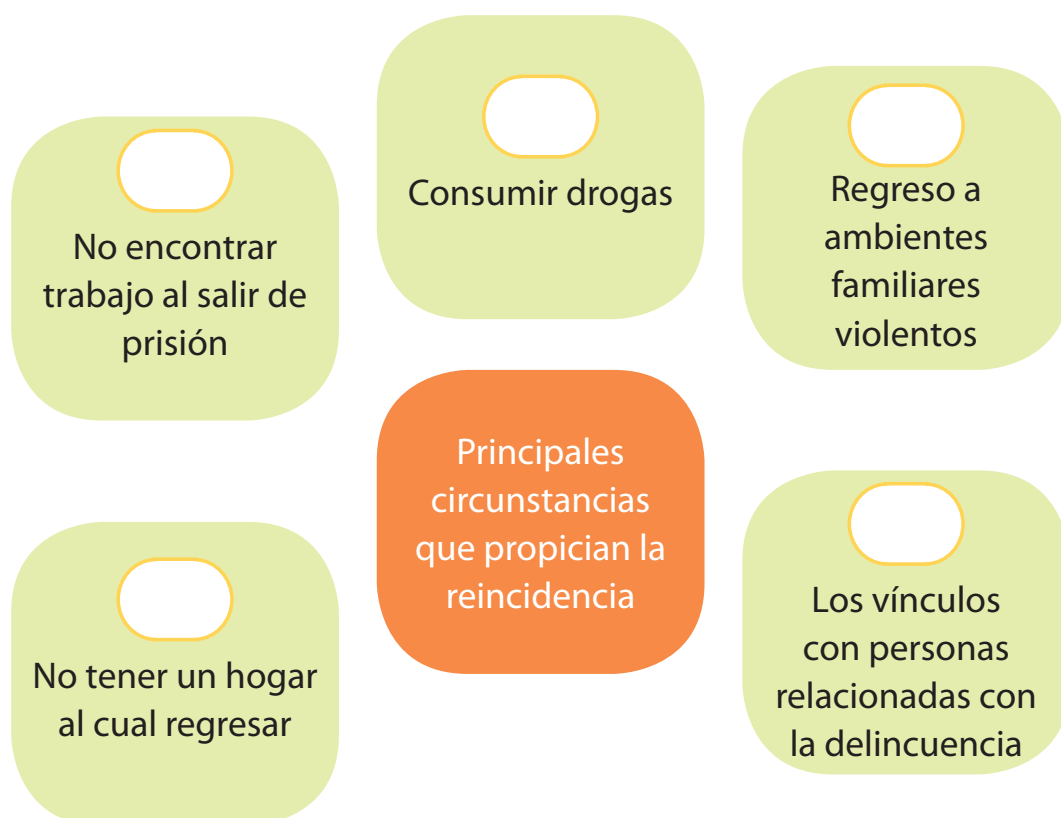 No encontrar
trabajo al salir de
prisión
Consumir drogas
Regreso a
ambientes
familiares
violentos
Principales
circunstancias
que propician la
reincidencia
No tener un hogar
al cual regresar
Los vínculos
con personas
relacionadas con
la delincuencia